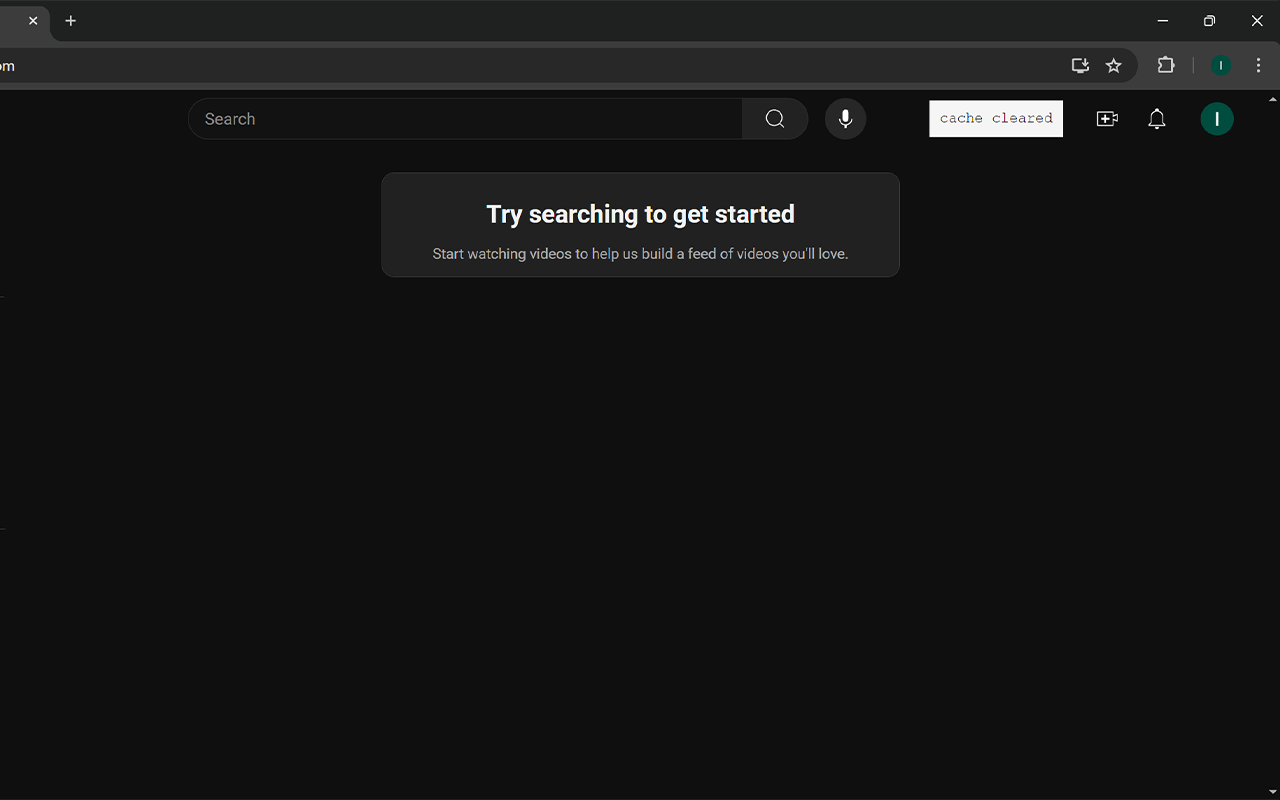 om
I
Search
cache cleared
I
Try searching to get started
Start watching videos to help us build a feed of videos you'll love.